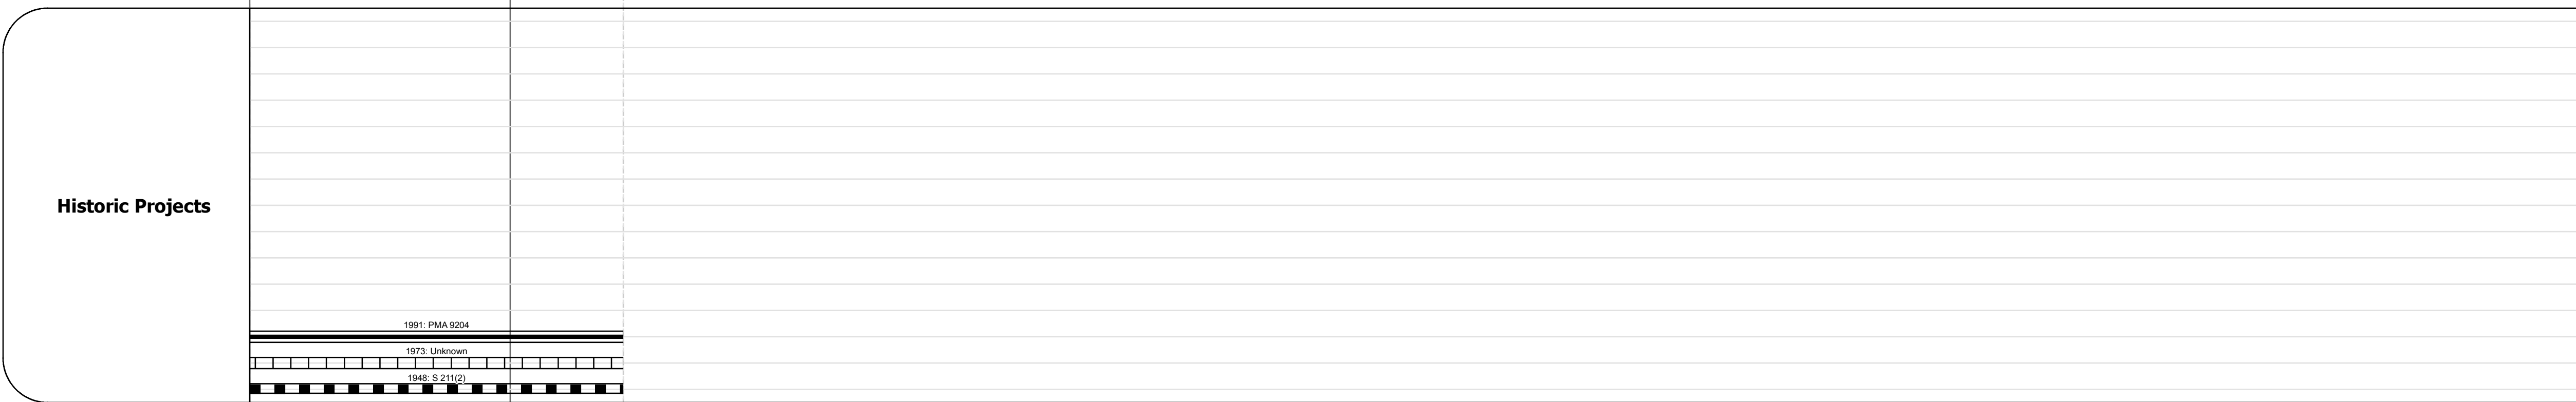 Historic Projects
1991: PMA 9204
1973: Unknown
1948: S 211(2)